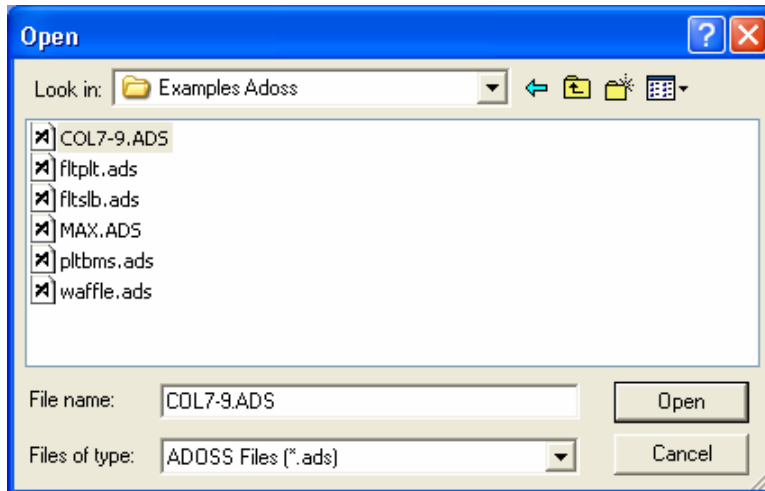 Open
Look in: Examples Adoss
COL7-9.ADS
fltplt.ads
fltslb.ads
MAX.ADS
pltbms.ads
waffle.ads
File name: COL7-9.ADS Open
Files of type: ADOSS Files (*.ads) Cancel